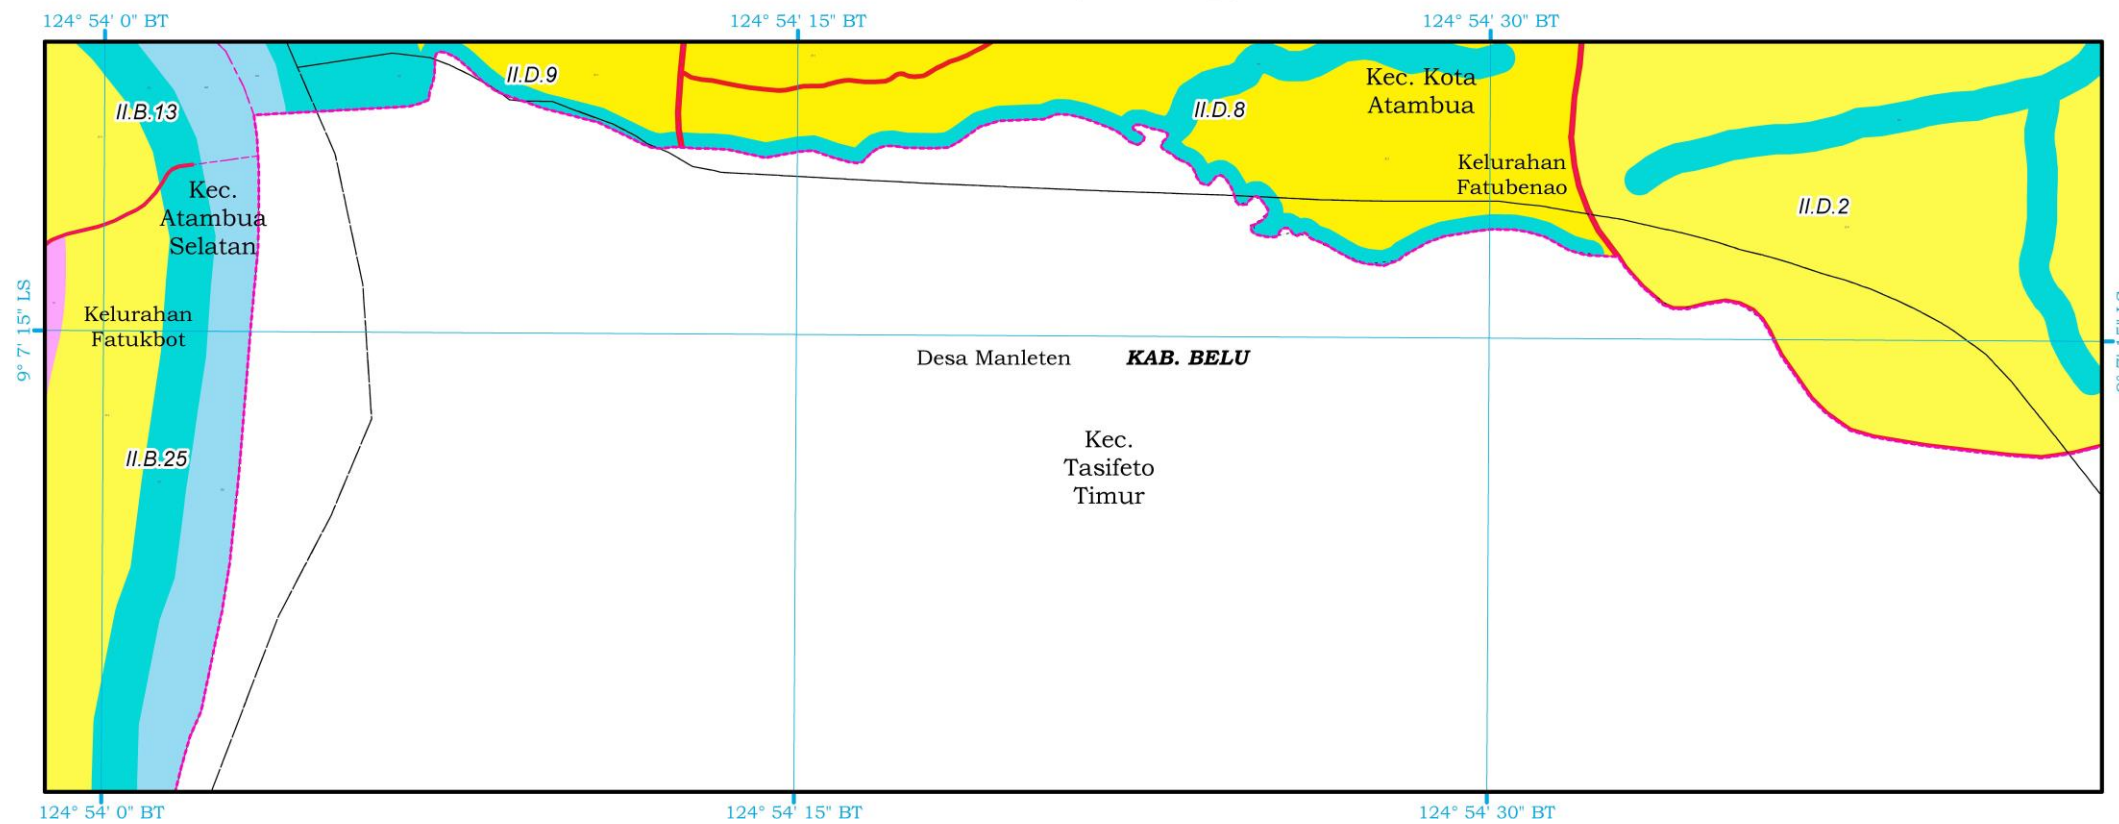 124° 54' 0" BT
124° 54' 15" BT
124° 54' 30" BT
II.D.9
Kec. Kota
Atambua
II.B.13
II.D.8
Kelurahan
Fatubenao
Kec.
Atambua
Selatan
II.D.2
9° 7' 15" LS
Kelurahan
Fatukbot
Desa Manleten
KAB. BELU
Kec.
Tasifeto
Timur
II.B.25
124° 54' 0" BT
124° 54' 15" BT
124° 54' 30" BT